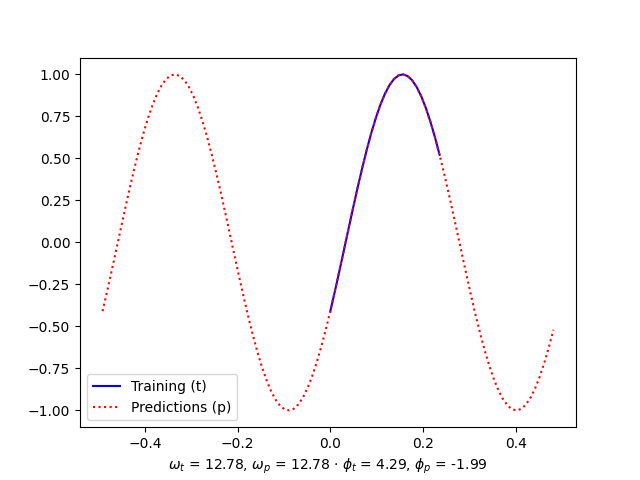 1.00
0.75
0.50
0.25
0.00
−0.25
−0.50
−0.75
−1.00
Training (t)
Predictions (p)
−0.4 −0.2 0.0 0.2 0.4
ωt = 12.78, ωp = 12.78 · ϕt = 4.29, ϕp = -1.99